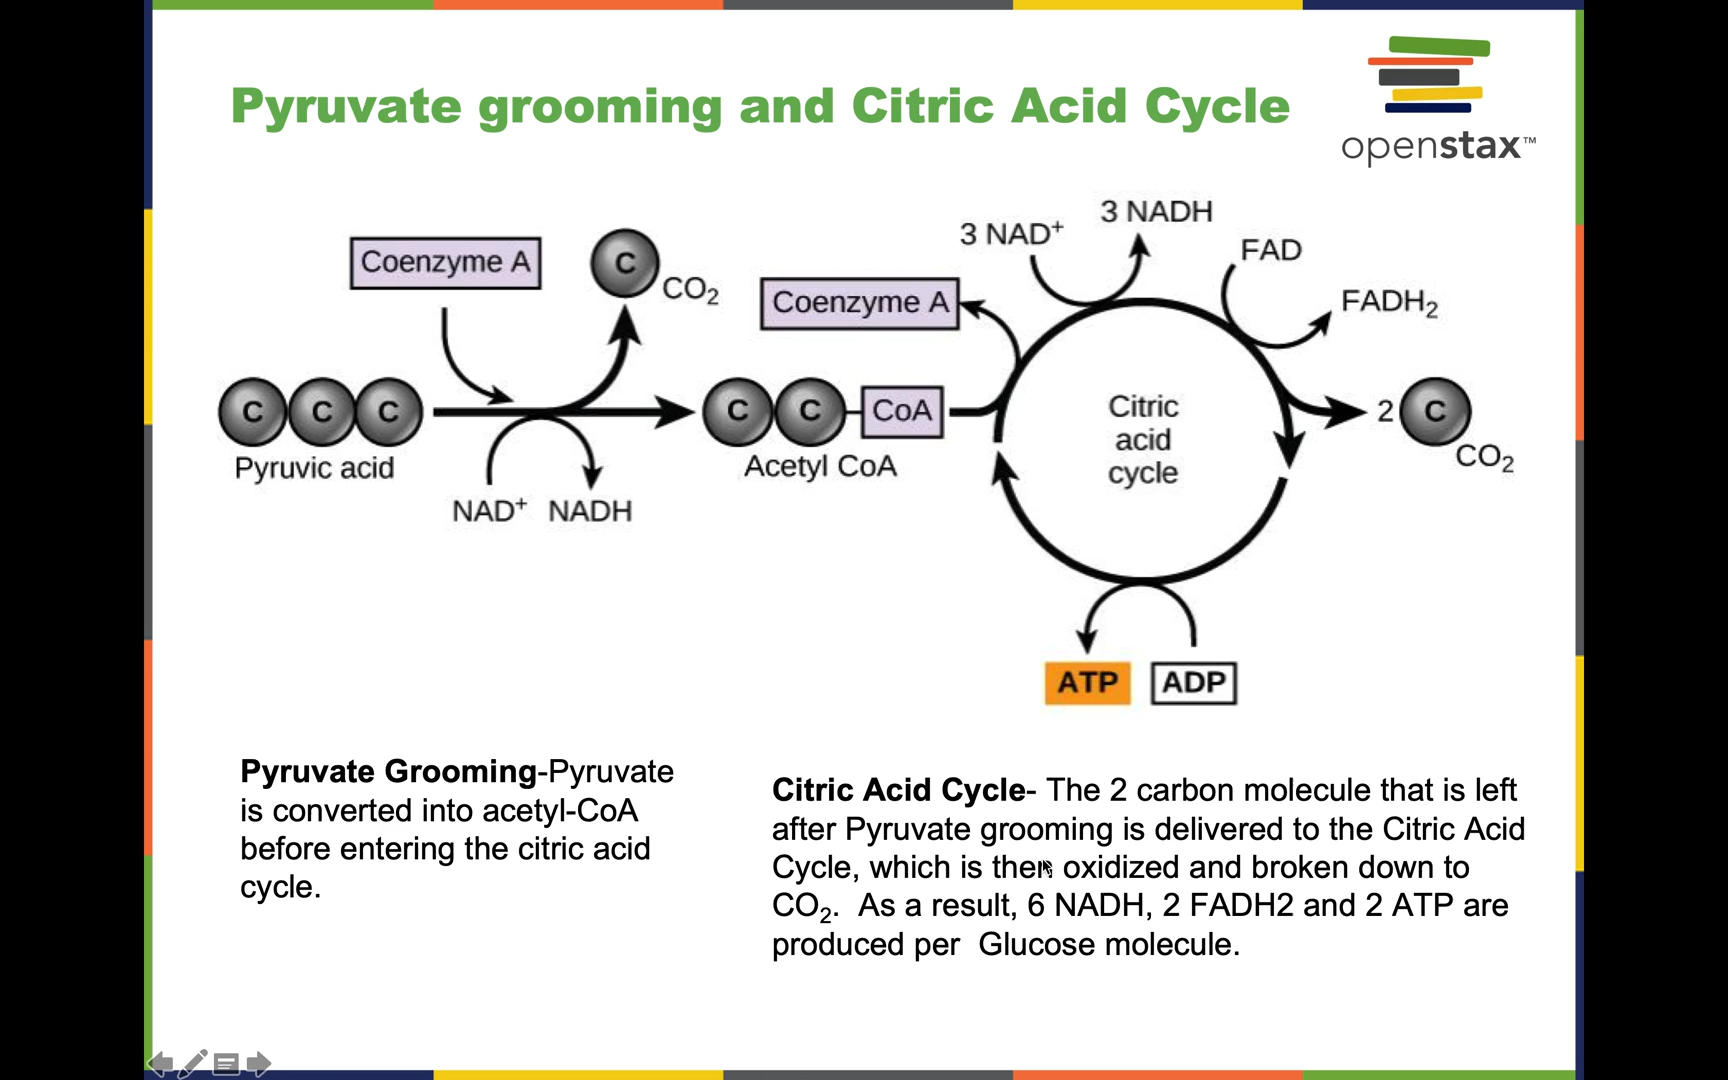 Pyruvate grooming and Citric Acid Cycle
openstax™
Coenzyme A
C
CO₂
C C C
Pyruvic acid
NAD⁺ NADH
C C CoA
Acetyl CoA
Coenzyme A
3 NAD⁺
3 NADH
FAD
FADH₂
Citric
acid
cycle
2 C
CO₂
ATP
ADP
Pyruvate Grooming-Pyruvate
is converted into acetyl-CoA
before entering the citric acid
cycle.
Citric Acid Cycle- The 2 carbon molecule that is left
after Pyruvate grooming is delivered to the Citric Acid
Cycle, which is then oxidized and broken down to
CO₂. As a result, 6 NADH, 2 FADH2 and 2 ATP are
produced per Glucose molecule.